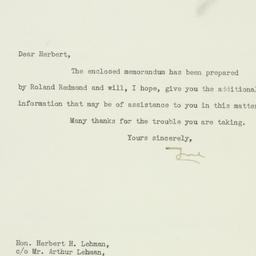 Dear Herbert,
The enclosed memorandum has been prepared
by Roland Redmond and will, I hope, give you the additional
information that may be of assistance to you in this matter
Many thanks for the trouble you are taking.
Yours sincerely,
Hon. Herbert H. Lehman,
c/o Mr. Arthur Lehman,